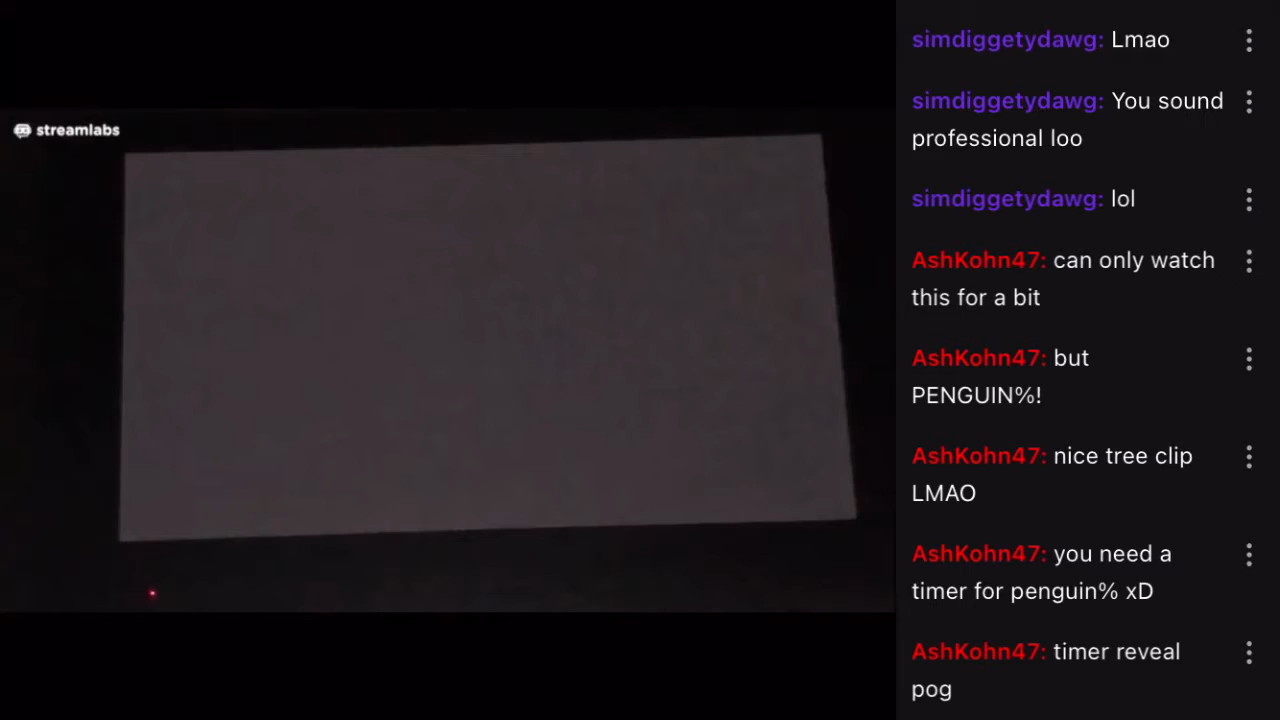 streamlabs
simdiggetydawg: Lmao
simdiggetydawg: You sound
professional loo
simdiggetydawg: lol
AshKohn47: can only watch
this for a bit
AshKohn47: but
PENGUIN%!
AshKohn47: nice tree clip
LMAO
AshKohn47: you need a
timer for penguin% xD
AshKohn47: timer reveal
pog